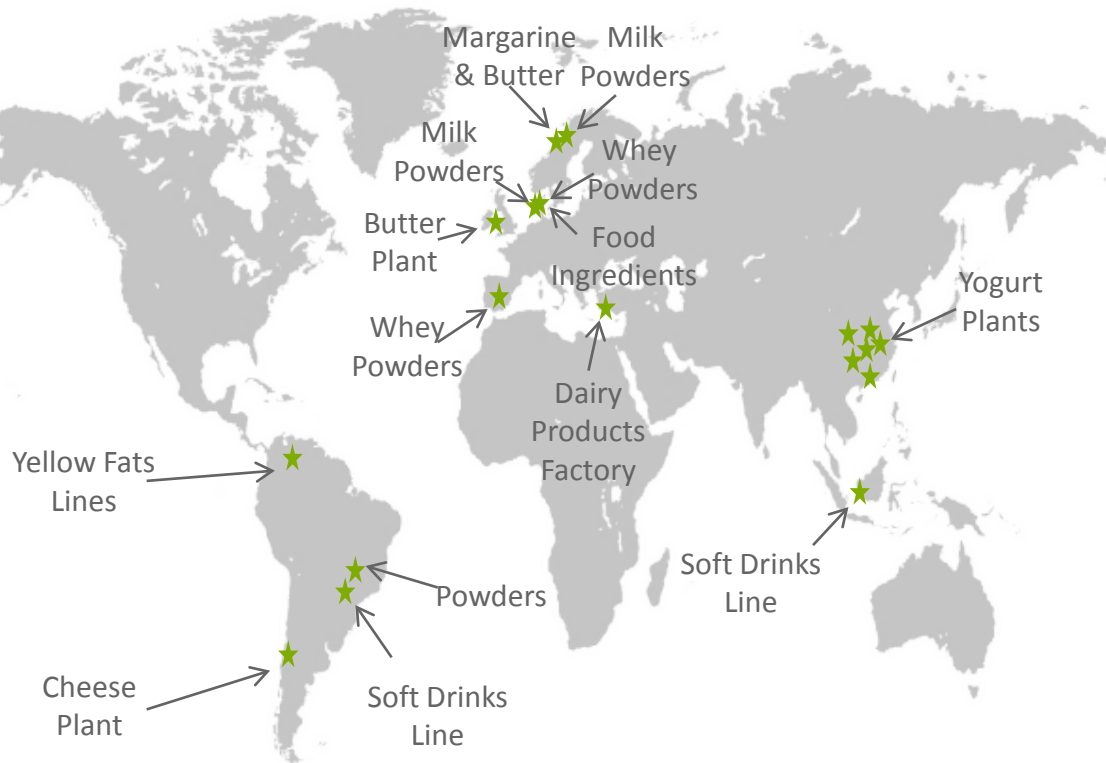 Margarine
& Butter
Milk
Powders
Milk
Powders
Whey
Powders
Butter
Plant
Food
Ingredients
Whey
Powders
Yogurt
Plants
Dairy
Products
Factory
Yellow Fats
Lines
Soft Drinks
Line
Powders
Cheese
Plant
Soft Drinks
Line